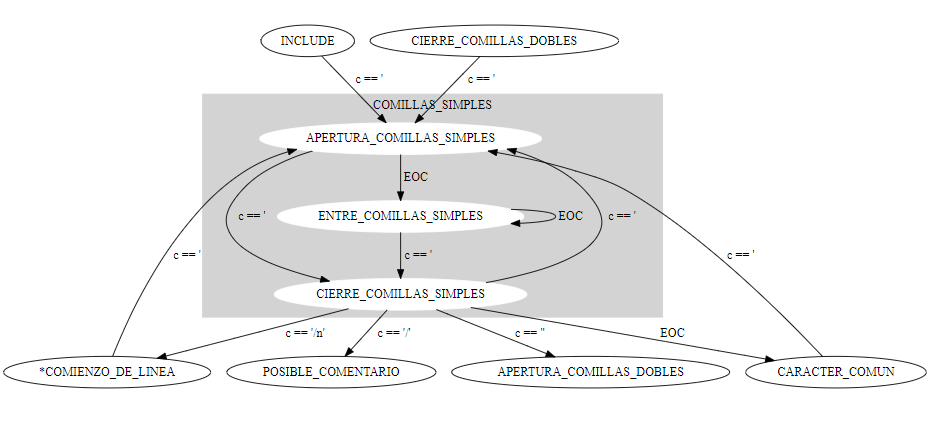 INCLUDE
CIERRE_COMILLAS_DOBLES
c == '
c == '
COMILLAS_SIMPLES
APERTURA_COMILLAS_SIMPLES
EOC
c == '
ENTRE_COMILLAS_SIMPLES
EOC
c == '
c == '
c == '
c == '
CIERRE_COMILLAS_SIMPLES
c == '/n'
c == '/'
c == "
EOC
*COMIENZO_DE_LINEA
POSIBLE_COMENTARIO
APERTURA_COMILLAS_DOBLES
CARACTER_COMUN